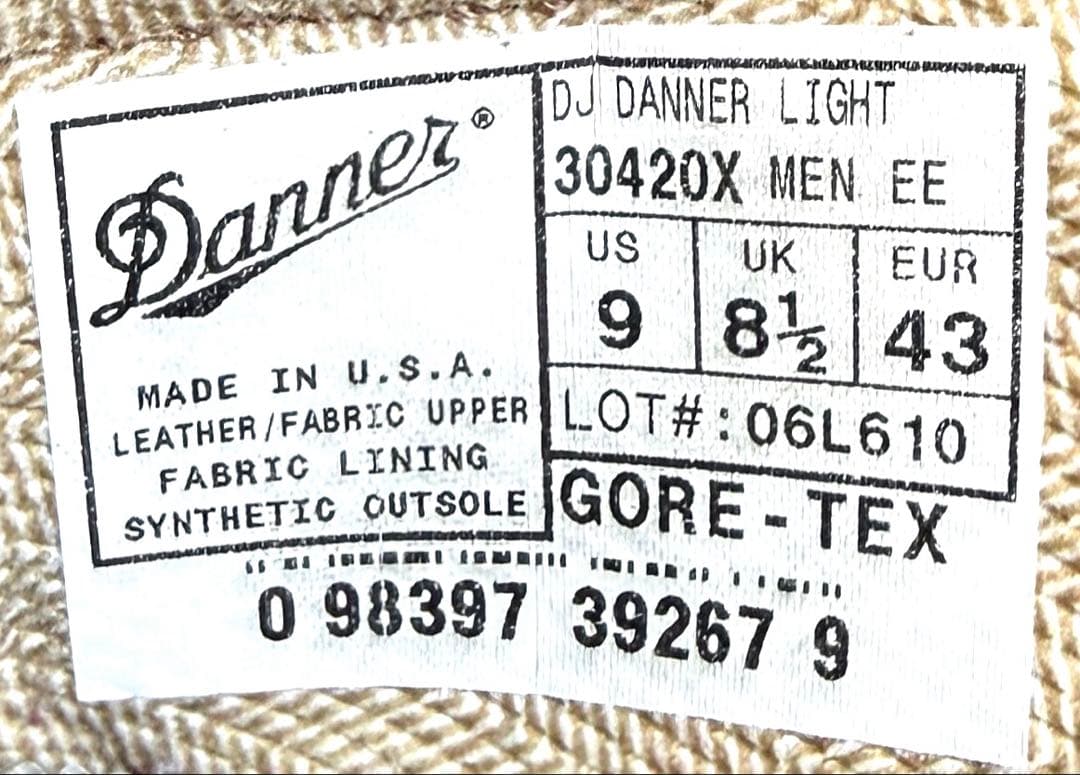 Danner®
MADE IN U.S.A.
LEATHER/FABRIC UPPER
FABRIC LINING
SYNTHETIC OUTSOLE
DJ DANNER LIGHT
30420X MEN EE
US UK EUR
9 8½ 43
LOT#:06L610
GORE-TEX
0 98397 39267 9